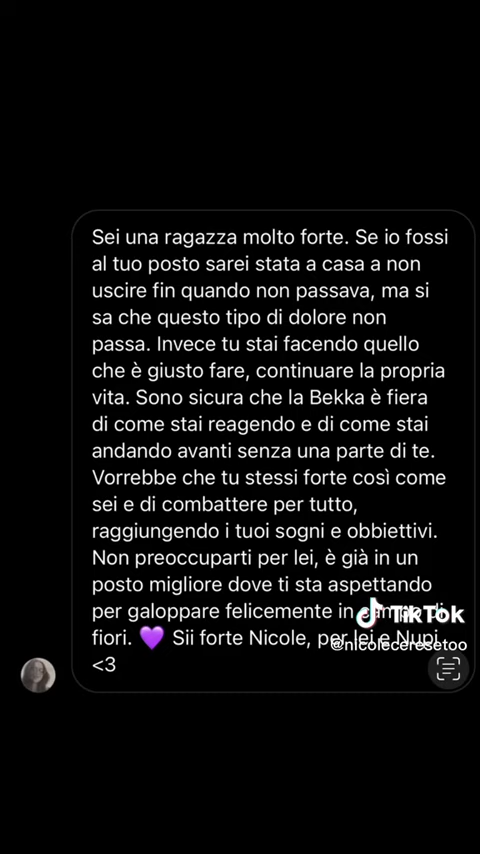 Sei una ragazza molto forte. Se io fossi
al tuo posto sarei stata a casa a non
uscire fin quando non passava, ma si
sa che questo tipo di dolore non
passa. Invece tu stai facendo quello
che è giusto fare, continuare la propria
vita. Sono sicura che la Bekka è fiera
di come stai reagendo e di come stai
andando avanti senza una parte di te.
Vorrebbe che tu stessi forte così come
sei e di combattere per tutto,
raggiungendo i tuoi sogni e obbiettivi.
Non preoccuparti per lei, è già in un
posto migliore dove ti sta aspettando
per galoppare felicemente in di
TikTok
fiori. 💜 Sii forte Nicole, per lei e Nupi
@nicoleceresetoo
<3